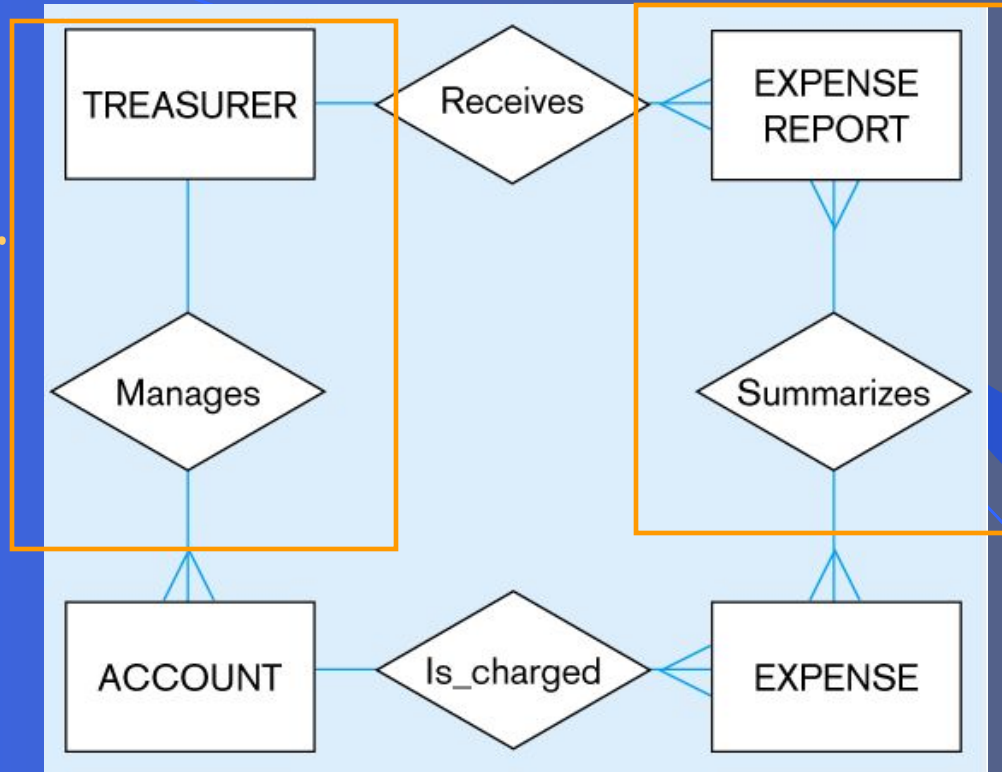 TREASURER
Receives
EXPENSE
REPORT
Manages
Summarizes
ACCOUNT
Is_charged
EXPENSE